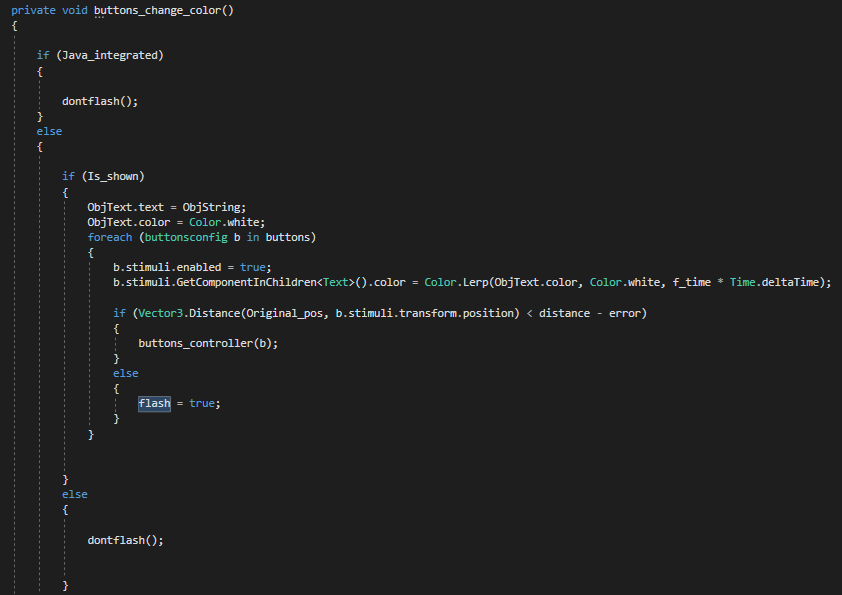 private void buttons_change_color()
{
if (Java_integrated)
{
dontflash();
}
else
{
if (Is_shown)
{
ObjText.text = ObjString;
ObjText.color = Color.white;
foreach (buttonsconfig b in buttons)
{
b.stimuli.enabled = true;
b.stimuli.GetComponentInChildren<Text>().color = Color.Lerp(ObjText.color, Color.white, f_time * Time.deltaTime);
if (Vector3.Distance(Original_pos, b.stimuli.transform.position) < distance - error)
{
buttons_controller(b);
}
else
{
flash = true;
}
}
}
else
{
dontflash();
}